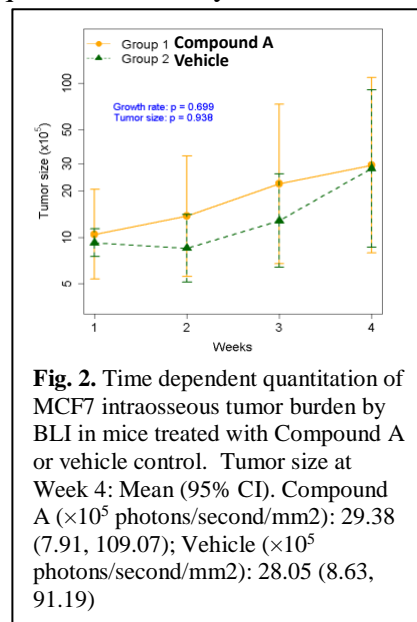 Group 1 Compound A
Group 2 Vehicle
Growth rate: p = 0.699
Tumor size: p = 0.938
Tumor size (x10⁵)
100
50
30
20
10
5
1 2 3 4
Weeks
Fig. 2. Time dependent quantitation of
MCF7 intraosseous tumor burden by
BLI in mice treated with Compound A
or vehicle control. Tumor size at
Week 4: Mean (95% CI). Compound
A (×10⁵ photons/second/mm2): 29.38
(7.91, 109.07); Vehicle (×10⁵
photons/second/mm2): 28.05 (8.63,
91.19)